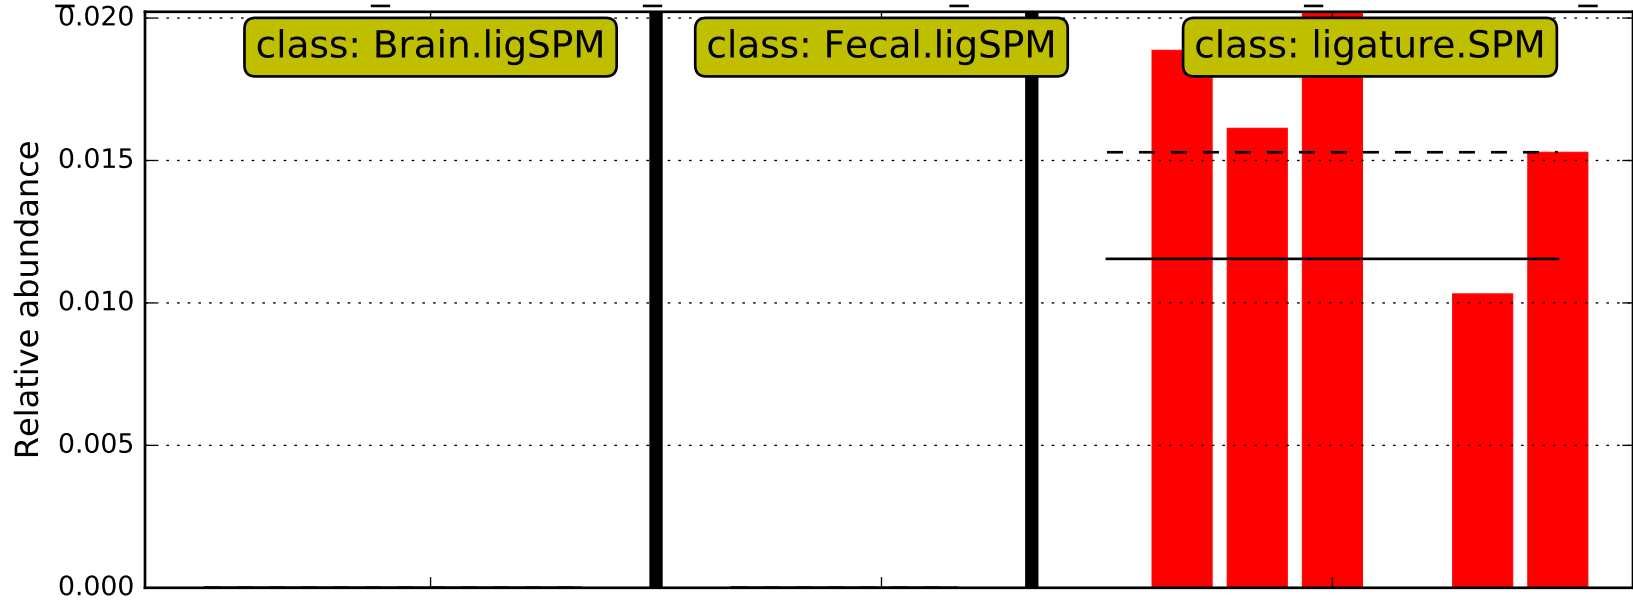 class: Brain.ligSPM
class: Fecal.ligSPM
class: ligature.SPM
Relative abundance
0.020
0.015
0.010
0.005
0.000